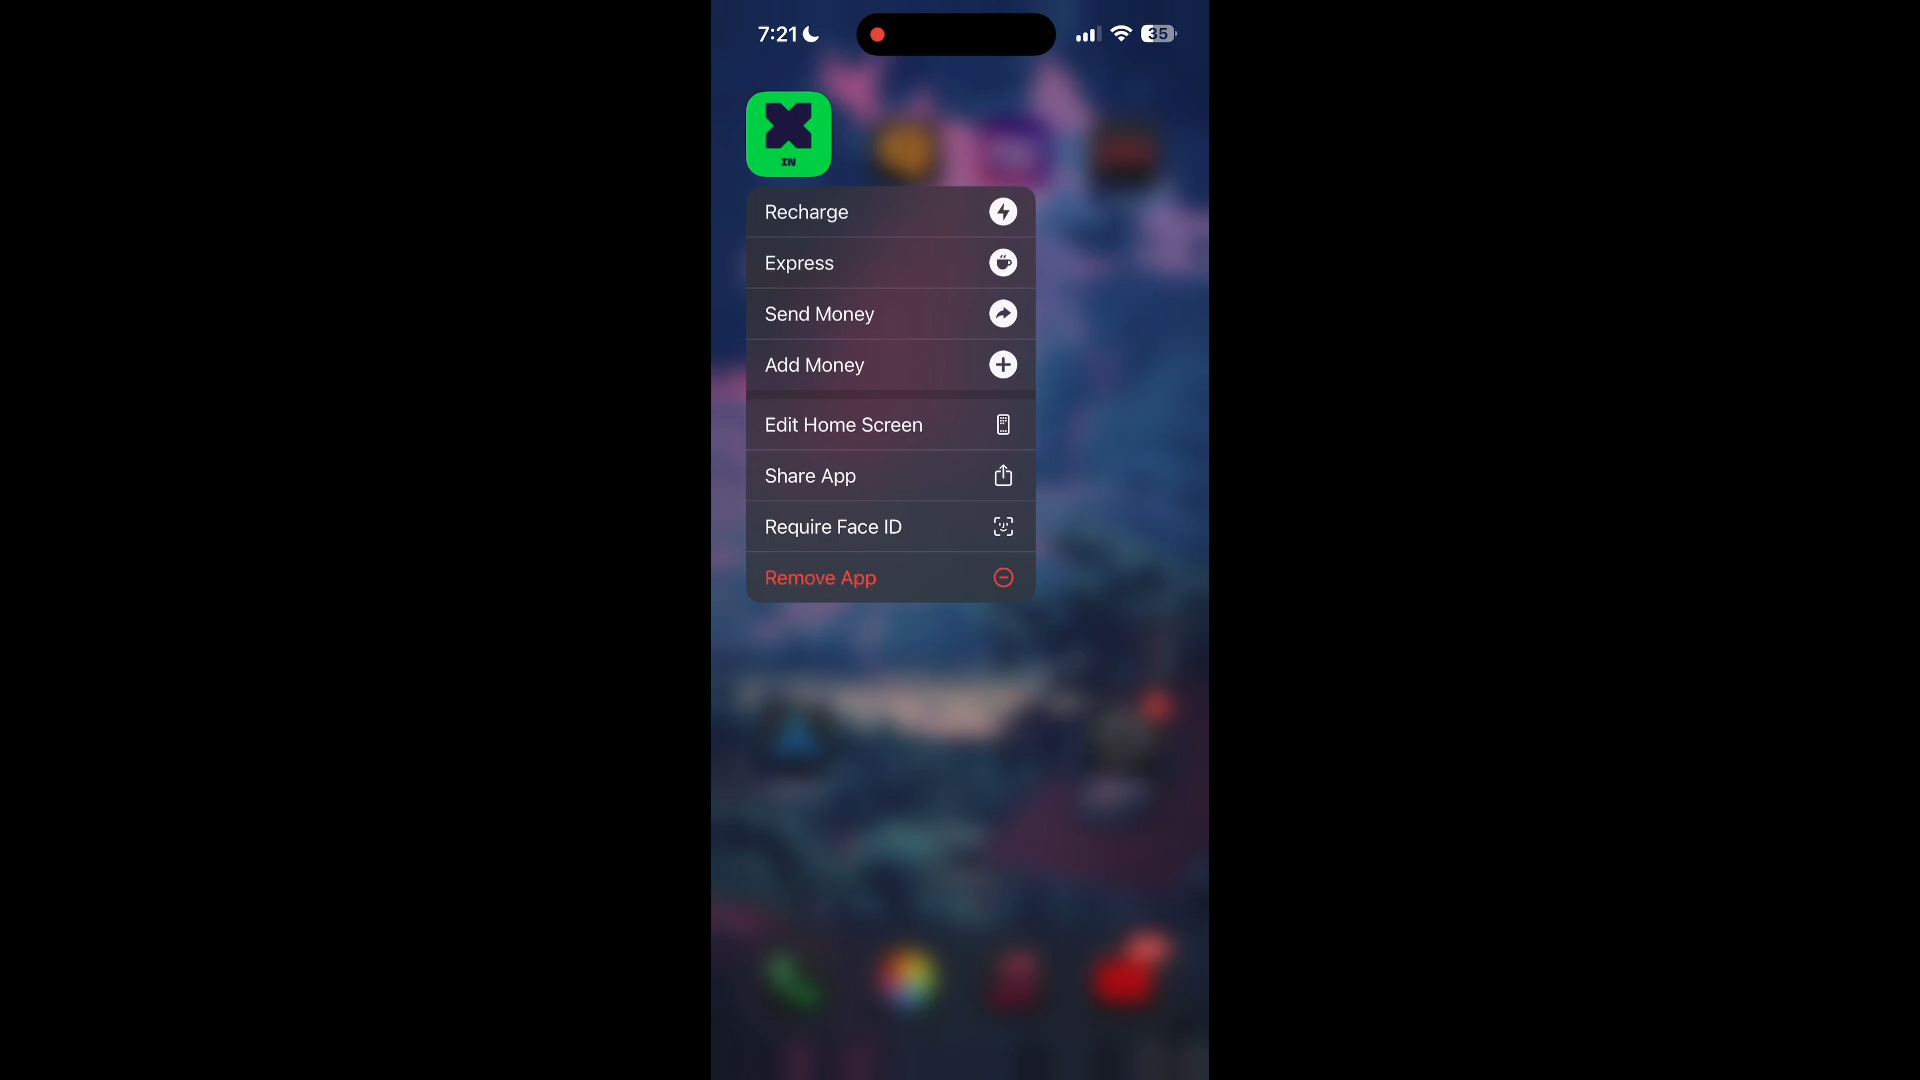 7:21
35
IN
Recharge
Express
Send Money
Add Money
Edit Home Screen
Share App
Require Face ID
Remove App